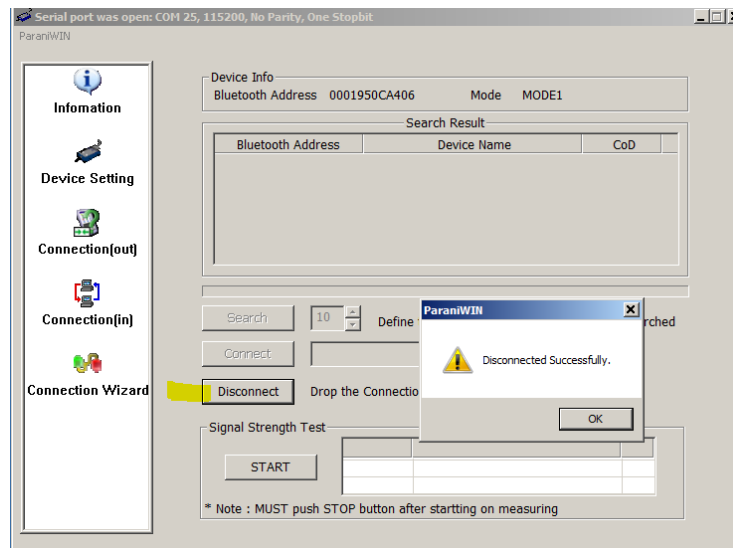 Serial port was open: COM 25, 115200, No Parity, One Stopbit
ParaniWIN
Infomation
Device Setting
Connection(out)
Connection(in)
Connection Wizard
Device Info
Bluetooth Address 0001950CA406 Mode MODE1
Search Result
Bluetooth Address Device Name CoD
Search 10 Define
Connect
Disconnect Drop the Connectio
ParaniWIN
Disconnected Successfully.
OK
Signal Strength Test
START
* Note : MUST push STOP button after startting on measuring